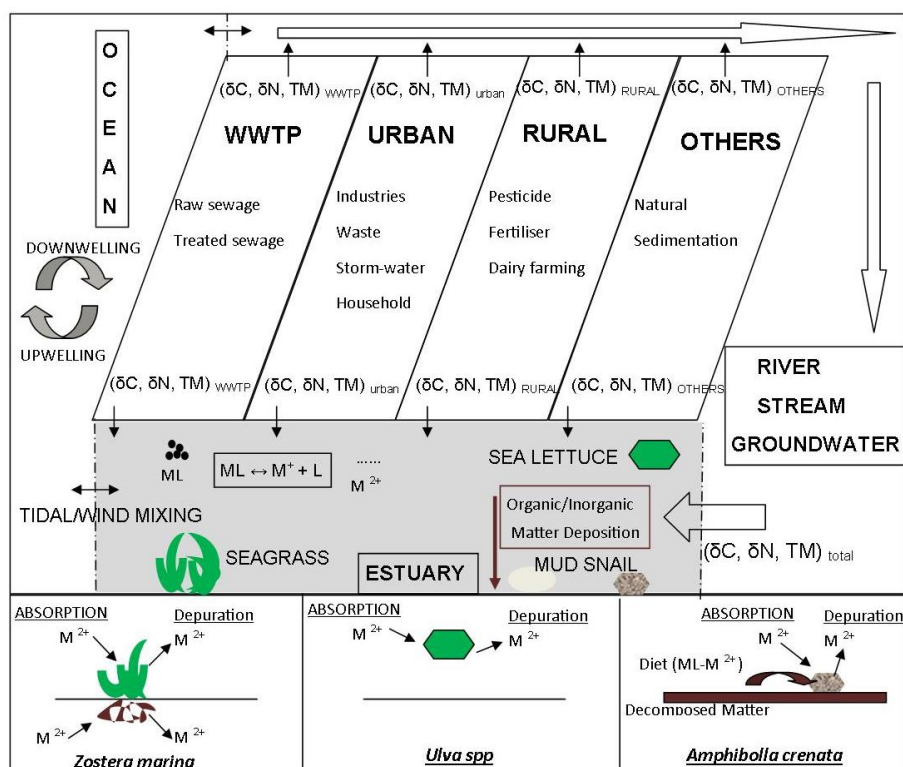 O
C
E
A
N
(δC, δN, TM) WWTP
(δC, δN, TM) urban
(δC, δN, TM) RURAL
(δC, δN, TM) OTHERS
WWTP
URBAN
RURAL
OTHERS
Raw sewage
Treated sewage
Industries
Waste
Storm-water
Household
Pesticide
Fertiliser
Dairy farming
Natural
Sedimentation
DOWNWELLING
UPWELLING
(δC, δN, TM) WWTP
(δC, δN, TM) urban
(δC, δN, TM) RURAL
(δC, δN, TM) OTHERS
RIVER
STREAM
GROUNDWATER
ML
ML ↔ M⁺ + L
......
M ²⁺
SEA LETTUCE
TIDAL/WIND MIXING
Organic/Inorganic
Matter Deposition
(δC, δN, TM) total
SEAGRASS
ESTUARY
MUD SNAIL
ABSORPTION
Depuration
M ²⁺
M ²⁺
M ²⁺
M ²⁺
Zostera marina
ABSORPTION
Depuration
M ²⁺
M ²⁺
Ulva spp
ABSORPTION
Depuration
M ²⁺
M ²⁺
Diet (ML-M ²⁺)
Decomposed Matter
Amphibolla crenata